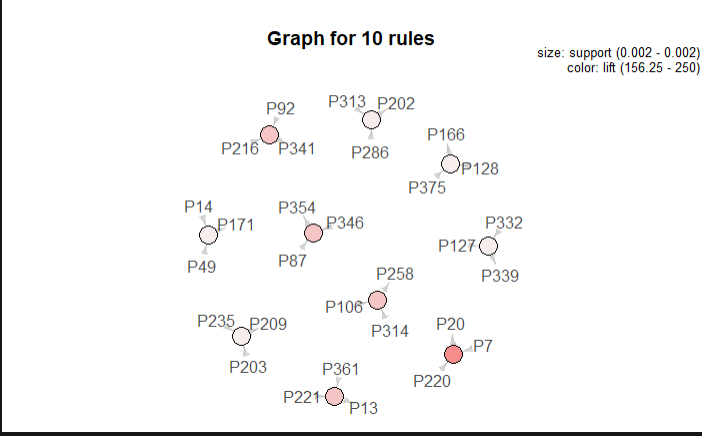 Graph for 10 rules
size: support (0.002 - 0.002)
color: lift (156.25 - 250)
P92
P216
P341
P313
P202
P286
P166
P128
P375
P14
P171
P49
P354
P346
P87
P332
P127
P339
P258
P106
P314
P235
P209
P203
P20
P7
P220
P361
P221
P13